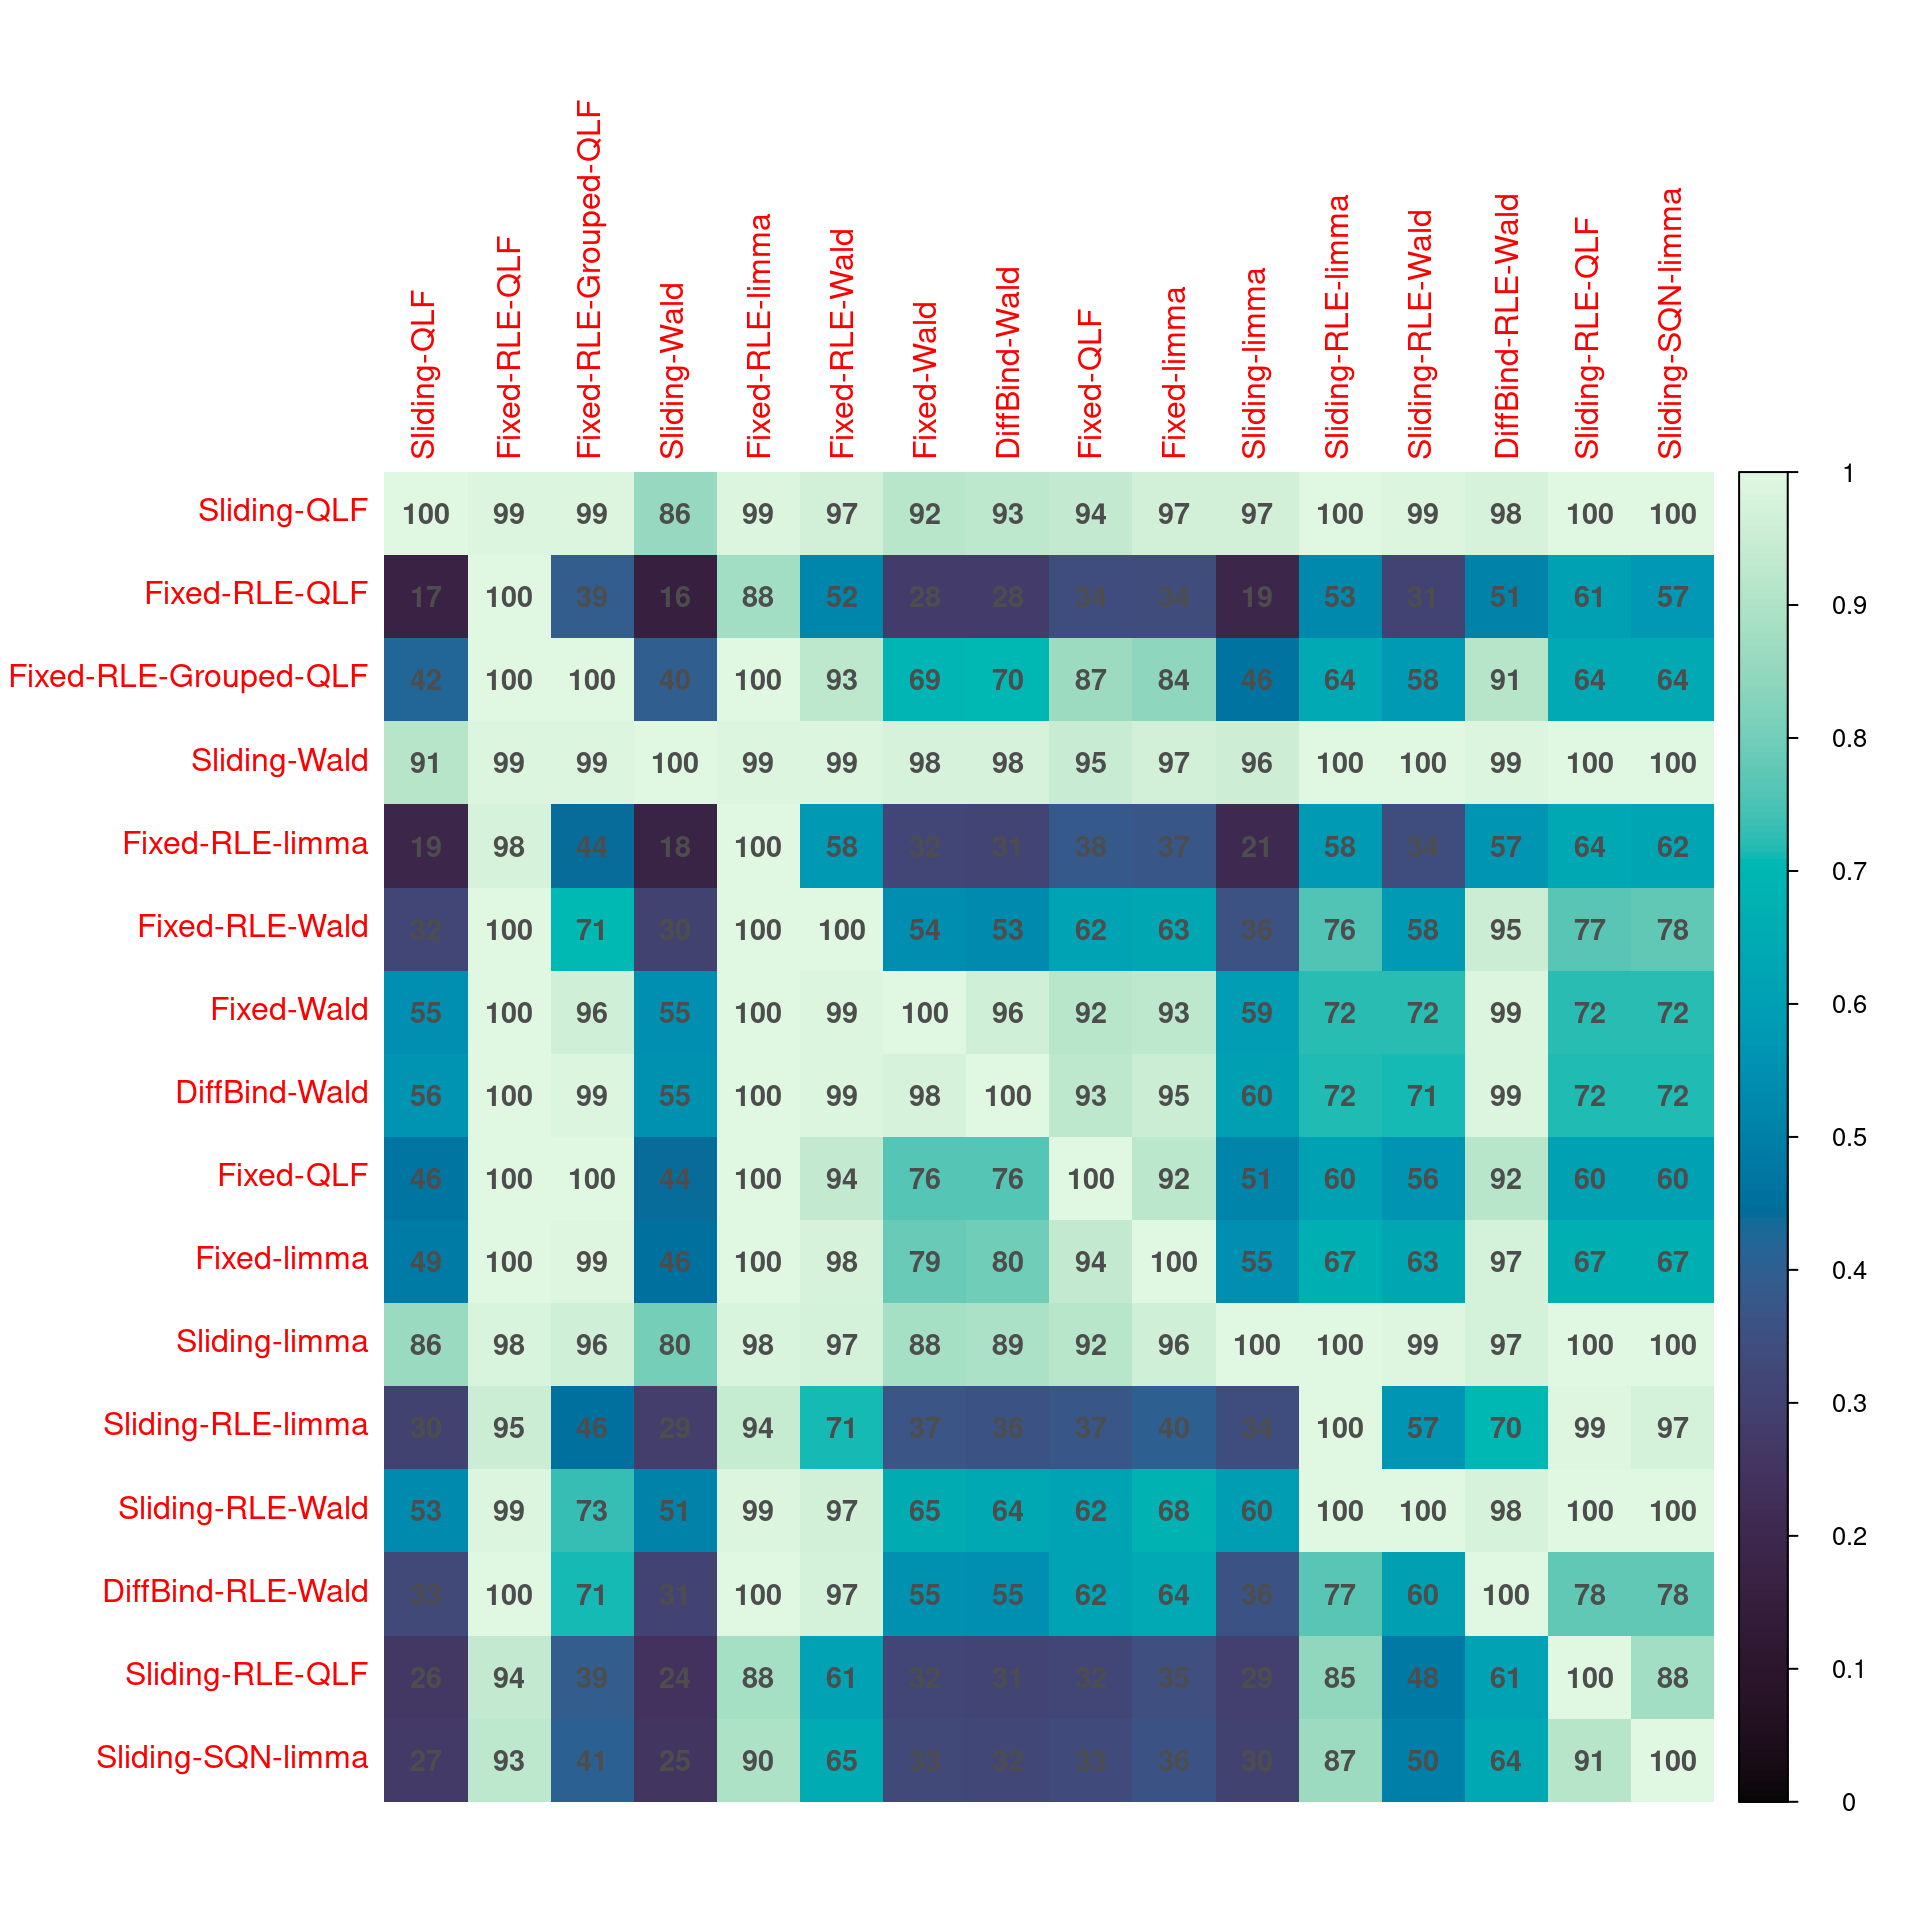 Sliding-QLF Fixed-RLE-QLF Fixed-RLE-Grouped-QLF Sliding-Wald Fixed-RLE-limma Fixed-RLE-Wald Fixed-Wald DiffBind-Wald Fixed-QLF Fixed-limma Sliding-limma Sliding-RLE-limma Sliding-RLE-Wald DiffBind-RLE-Wald Sliding-RLE-QLF Sliding-SQN-limma
Sliding-QLF 100 99 99 86 99 97 92 93 94 97 97 100 99 98 100 100
Fixed-RLE-QLF 17 100 39 16 88 52 28 28 34 34 19 53 31 51 61 57
Fixed-RLE-Grouped-QLF 42 100 100 40 100 93 69 70 87 84 46 64 58 91 64 64
Sliding-Wald 91 99 99 100 99 99 98 98 95 97 96 100 100 99 100 100
Fixed-RLE-limma 19 98 44 18 100 58 32 31 38 37 21 58 34 57 64 62
Fixed-RLE-Wald 32 100 71 30 100 100 54 53 62 63 36 76 58 95 77 78
Fixed-Wald 55 100 96 55 100 99 100 96 92 93 59 72 72 99 72 72
DiffBind-Wald 56 100 99 55 100 99 98 100 93 95 60 72 71 99 72 72
Fixed-QLF 46 100 100 44 100 94 76 76 100 92 51 60 56 92 60 60
Fixed-limma 49 100 99 46 100 98 79 80 94 100 55 67 63 97 67 67
Sliding-limma 86 98 96 80 98 97 88 89 92 96 100 100 99 97 100 100
Sliding-RLE-limma 30 95 46 29 94 71 37 36 37 40 34 100 57 70 99 97
Sliding-RLE-Wald 53 99 73 51 99 97 65 64 62 68 60 100 100 98 100 100
DiffBind-RLE-Wald 33 100 71 31 100 97 55 55 62 64 36 77 60 100 78 78
Sliding-RLE-QLF 26 94 39 24 88 61 32 31 32 35 29 85 48 61 100 88
Sliding-SQN-limma 27 93 41 25 90 65 33 32 33 36 30 87 50 64 91 100
1
0.9
0.8
0.7
0.6
0.5
0.4
0.3
0.2
0.1
0